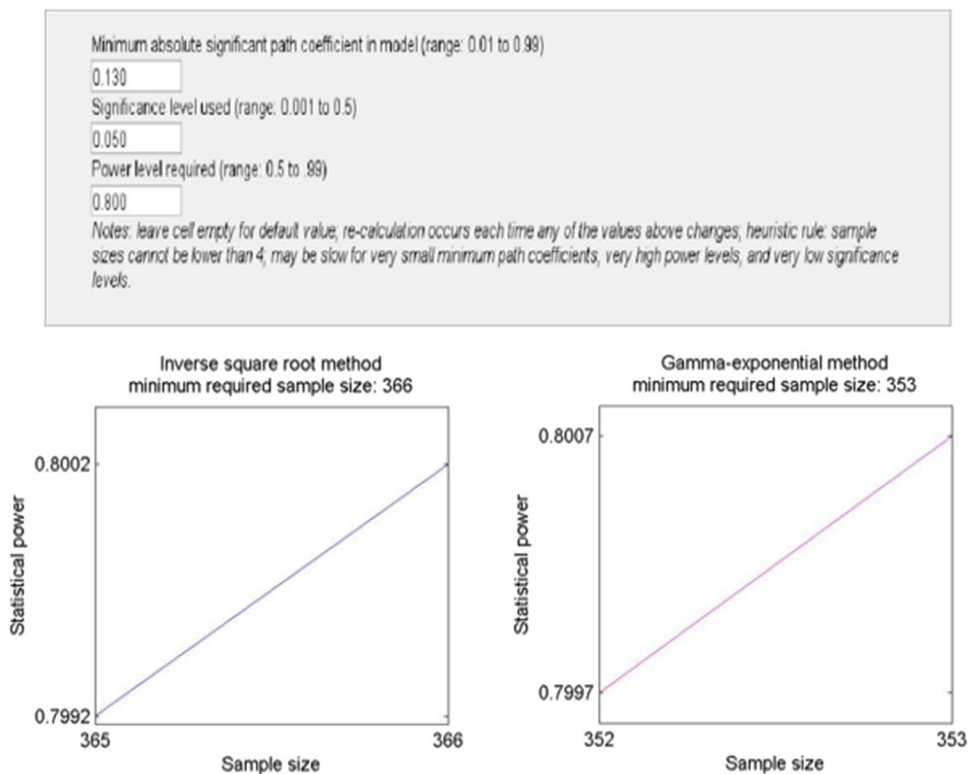 Minimum absolute significant path coefficient in model (range: 0.01 to 0.99)
0.130
Significance level used (range: 0.001 to 0.5)
0.050
Power level required (range: 0.5 to .99)
0.800
Notes: leave cell empty for default value; re-calculation occurs each time any of the values above changes; heuristic rule: sample
sizes cannot be lower than 4; may be slow for very small minimum path coefficients, very high power levels, and very low significance
levels.
Inverse square root method
minimum required sample size: 366
0.8002
Statistical power
0.7992
365
366
Sample size
Gamma-exponential method
minimum required sample size: 353
0.8007
Statistical power
0.7997
352
353
Sample size